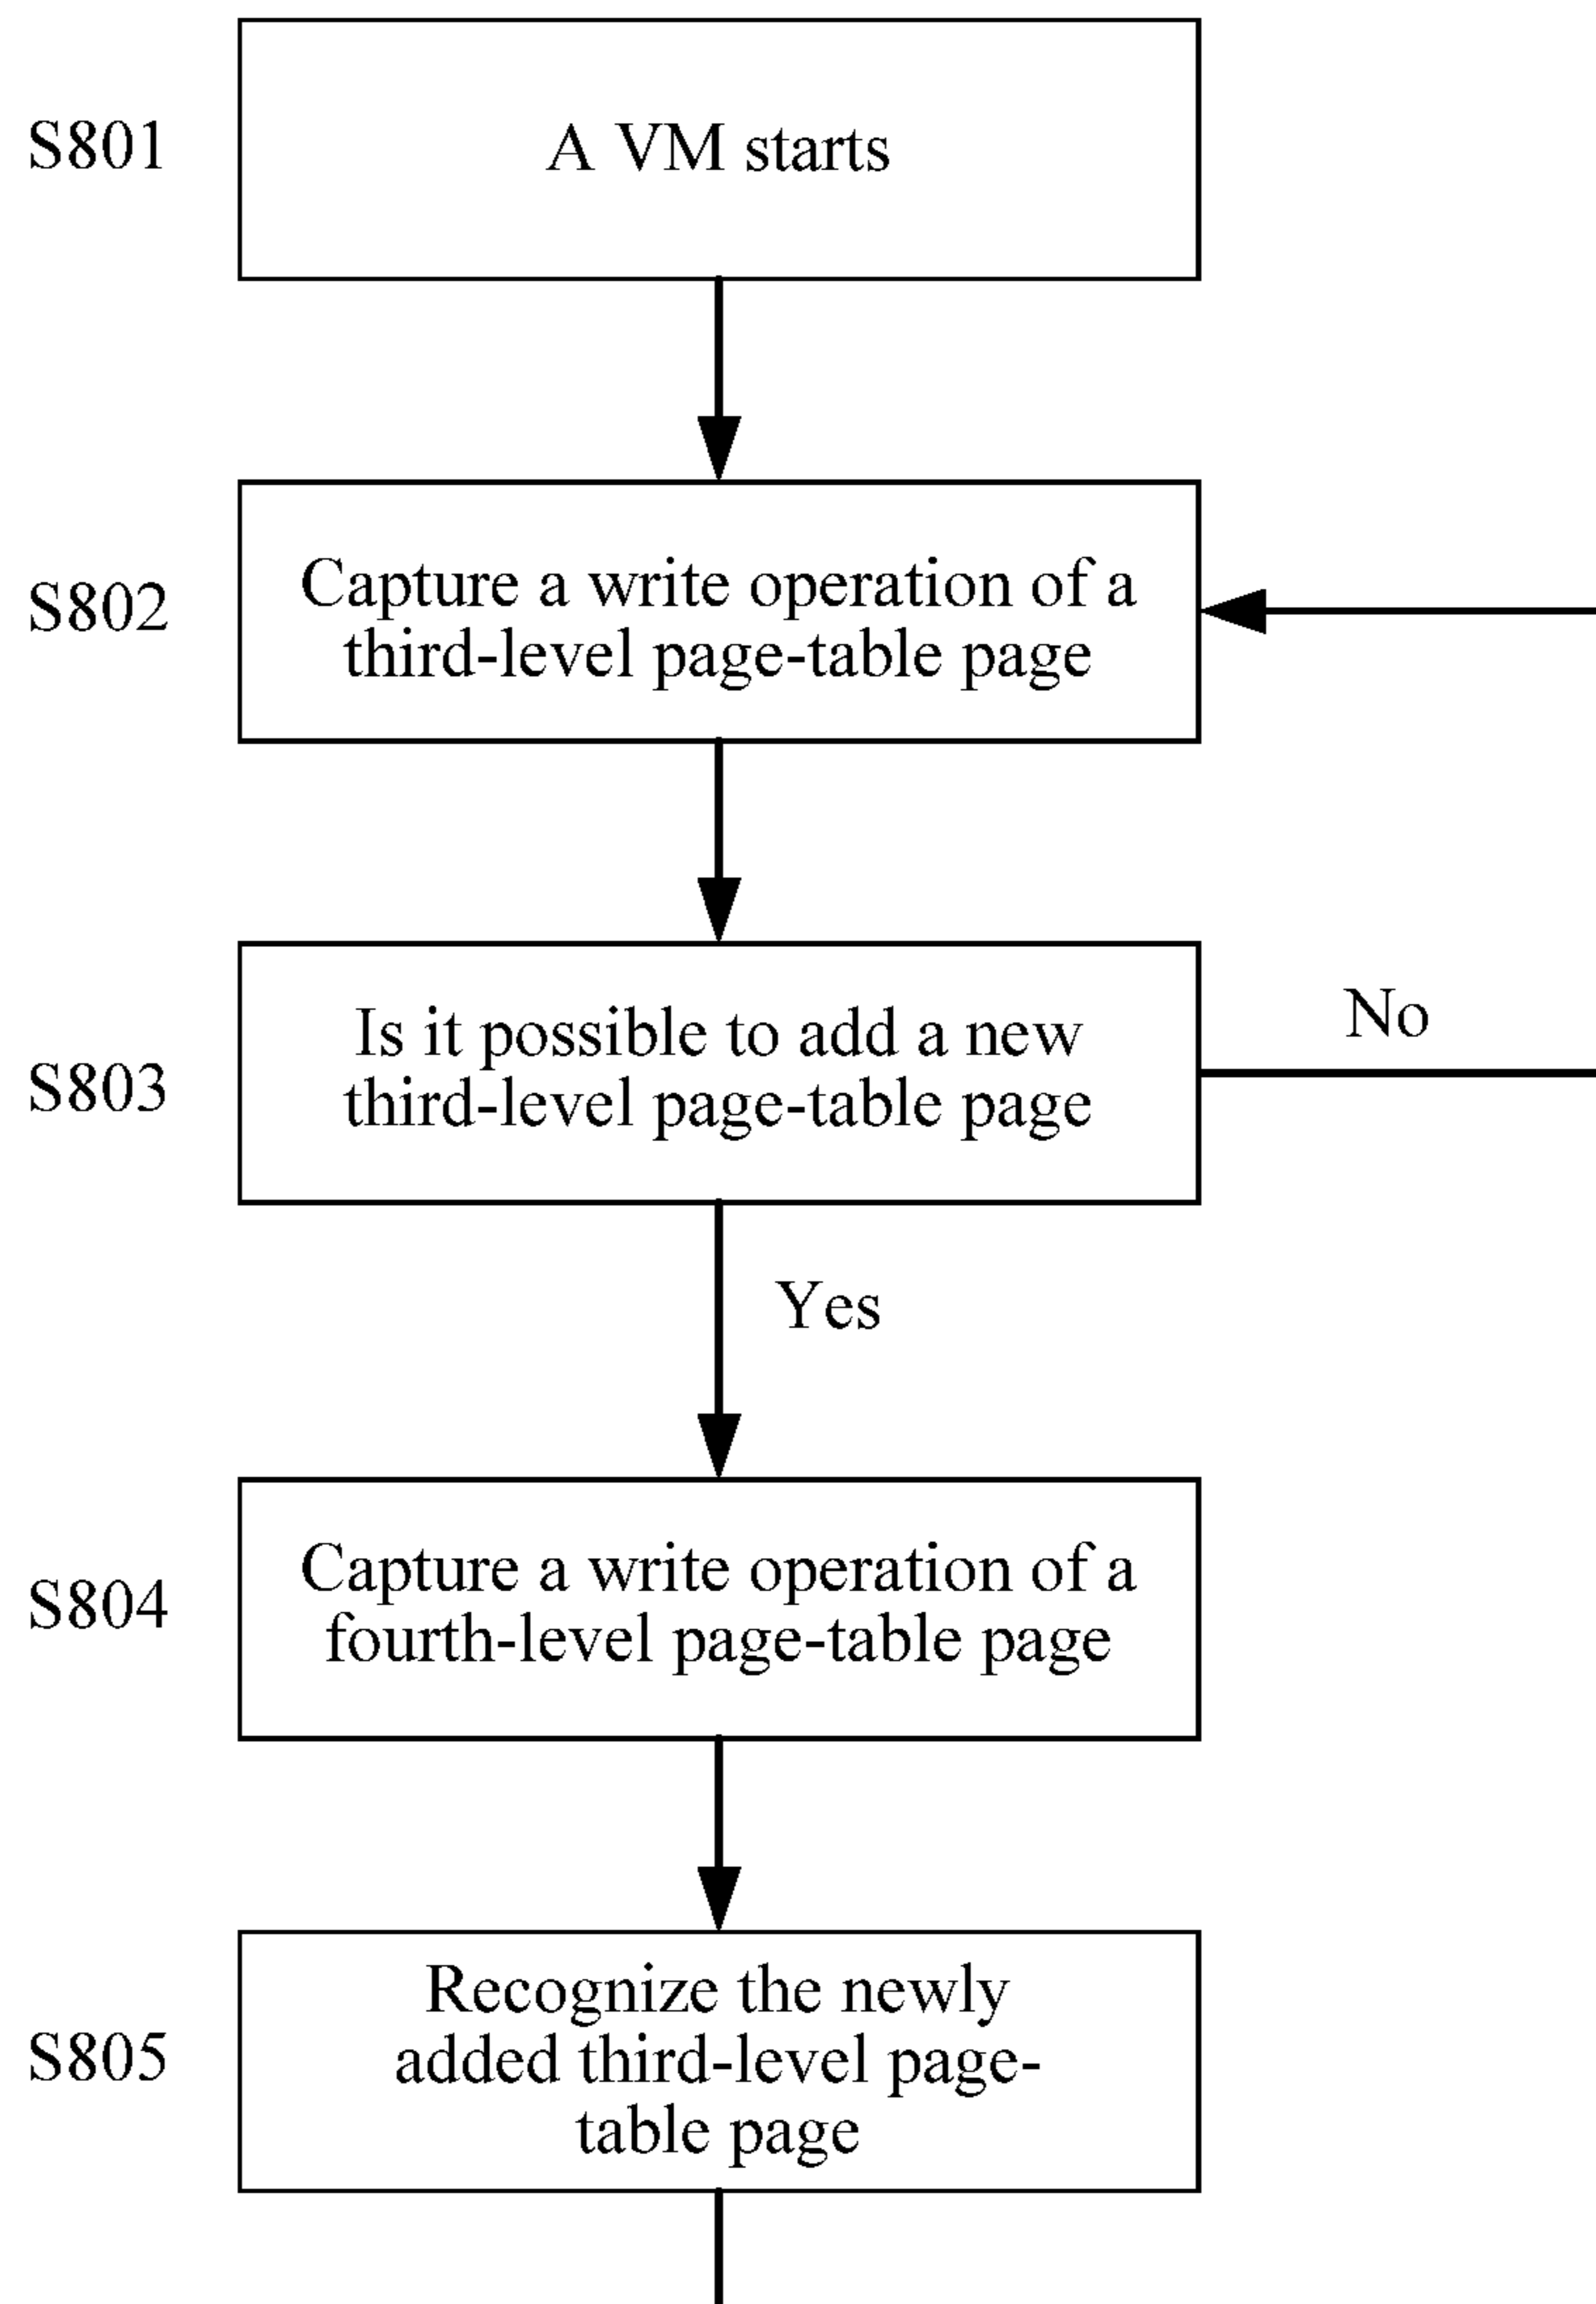 S801
A VM starts
S802
Capture a write operation of a
third-level page-table page
S803
Is it possible to add a new
third-level page-table page
No
Yes
S804
Capture a write operation of a
fourth-level page-table page
S805
Recognize the newly
added third-level page-
table page